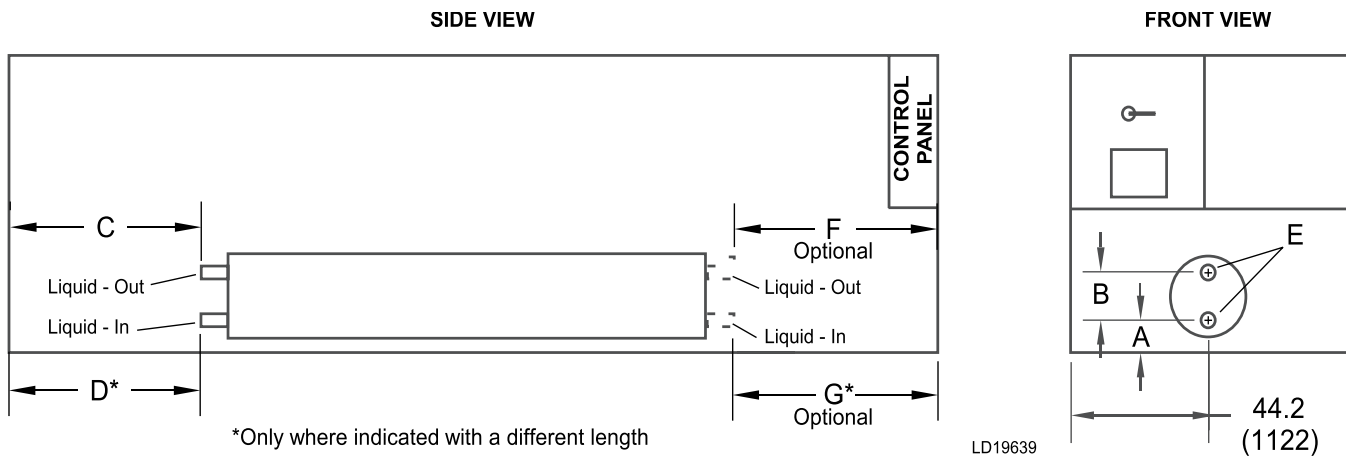 SIDE VIEW
FRONT VIEW
CONTROL
PANEL
C
F
Optional
Liquid - Out
Liquid - Out
Liquid - In
Liquid - In
D*
G*
Optional
*Only where indicated with a different length
LD19639
E
B
A
44.2
(1122)